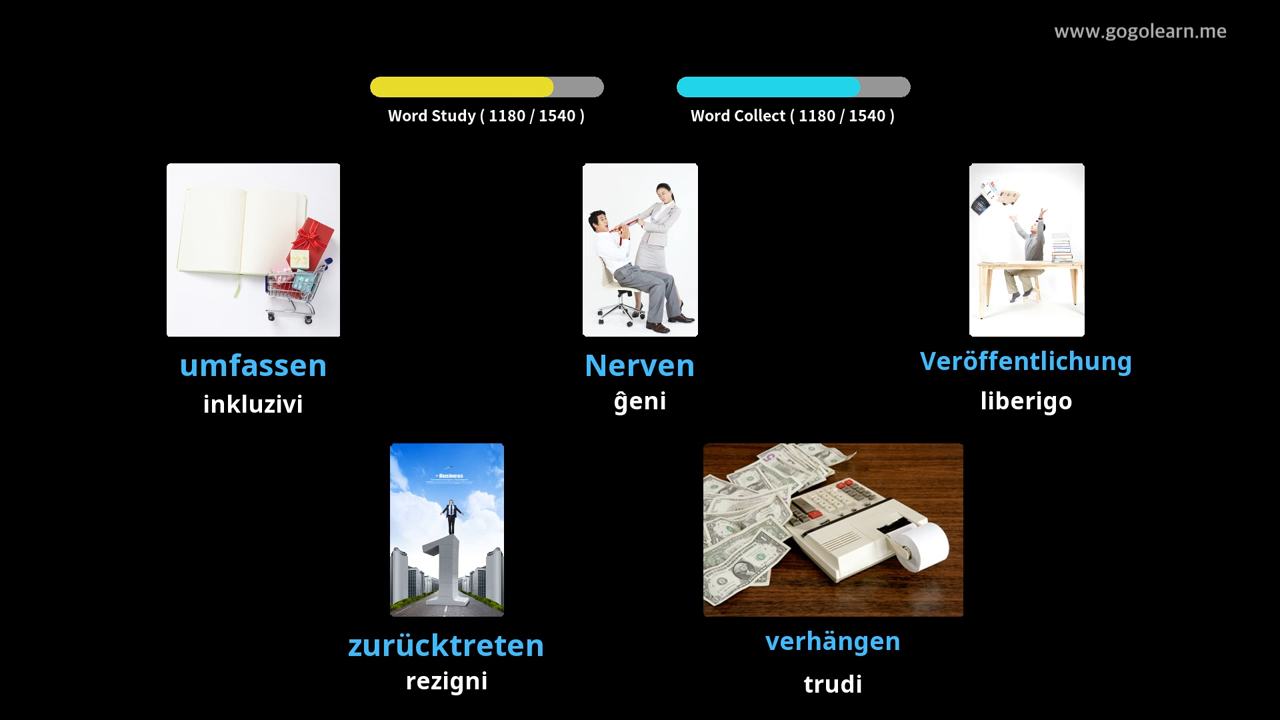 www.gogolearn.me
Word Study ( 1180 / 1540 )
Word Collect ( 1180 / 1540 )
umfassen
inkluzivi
Nerven
ĝeni
Veröffentlichung
liberigo
Business
zurücktreten
rezigni
verhängen
trudi